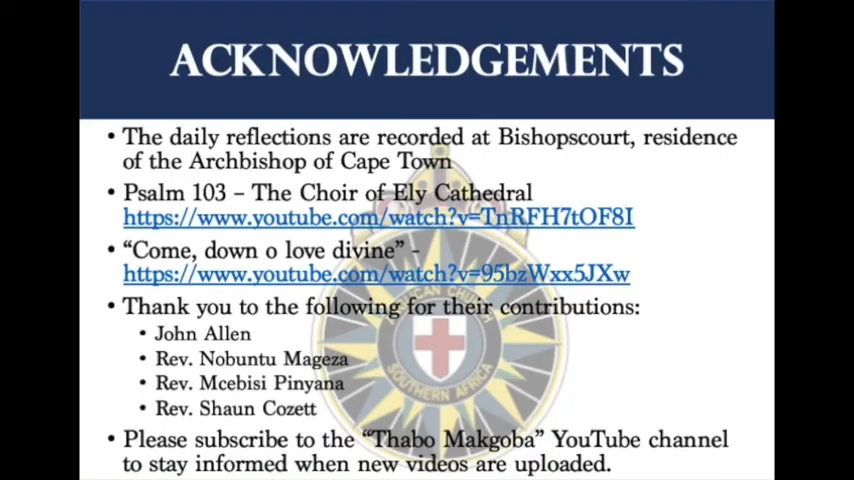 ACKNOWLEDGEMENTS
• The daily reflections are recorded at Bishopscourt, residence
of the Archbishop of Cape Town
• Psalm 103 – The Choir of Ely Cathedral
https://www.youtube.com/watch?v=TnRFH7tOF8I
• “Come, down o love divine” -
https://www.youtube.com/watch?v=95bzWxx5JXw
• Thank you to the following for their contributions:
• John Allen
• Rev. Nobuntu Mageza
• Rev. Mcebisi Pinyana
• Rev. Shaun Cozett
• Please subscribe to the “Thabo Makgoba” YouTube channel
to stay informed when new videos are uploaded.
CHURCH
SOUTHERN AFRICA